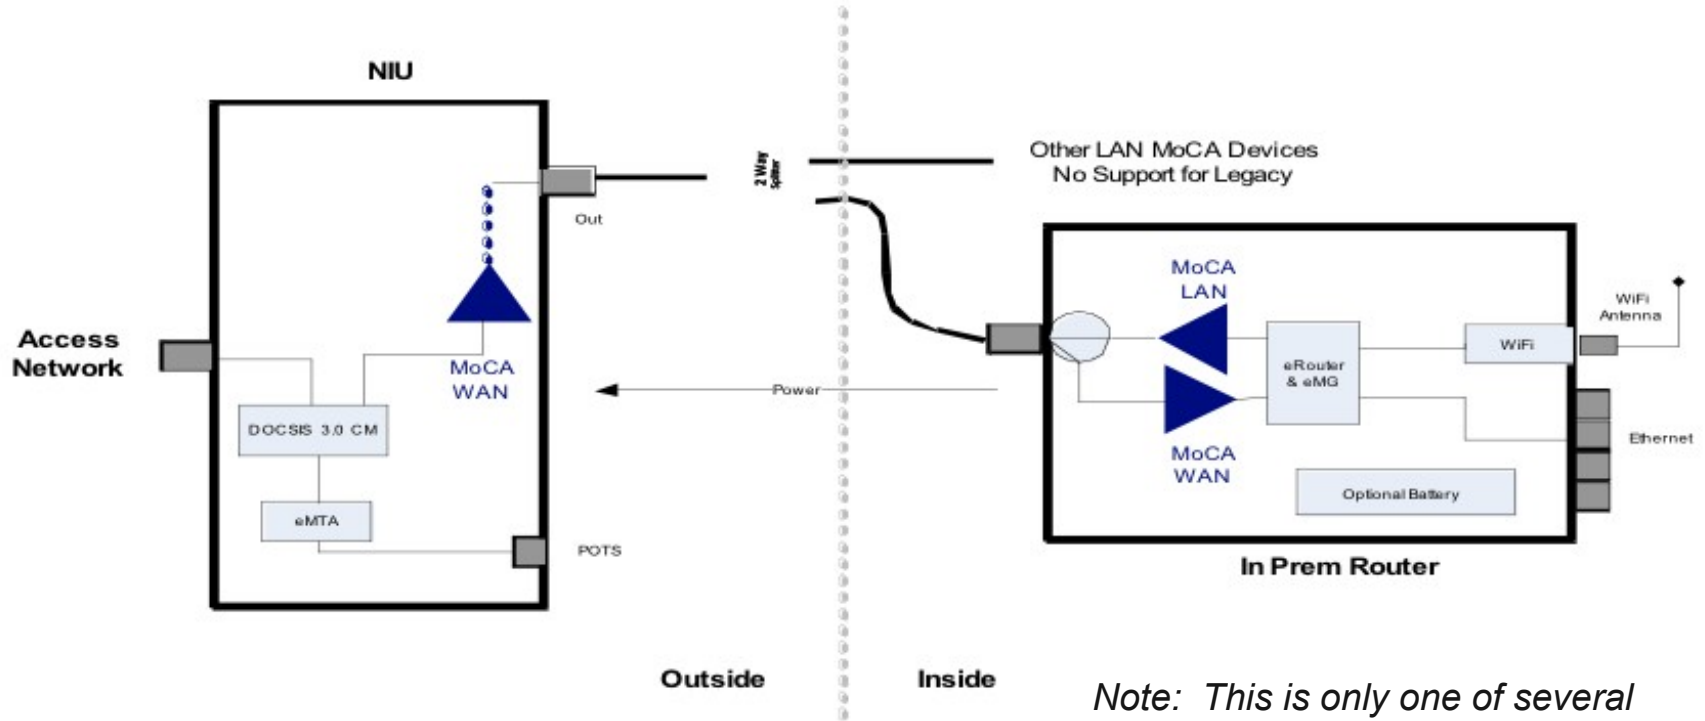 NIU
2 Way
Splitter
Other LAN MoCA Devices
No Support for Legacy
Out
MoCA
LAN
WiFi
Antenna
Access
Network
MoCA
WAN
WiFi
eRouter
& eMG
Power
DOCSIS 3.0 CM
Ethernet
MoCA
WAN
Optional Battery
eMTA
POTS
In Prem Router
Outside
Inside
Note: This is only one of several